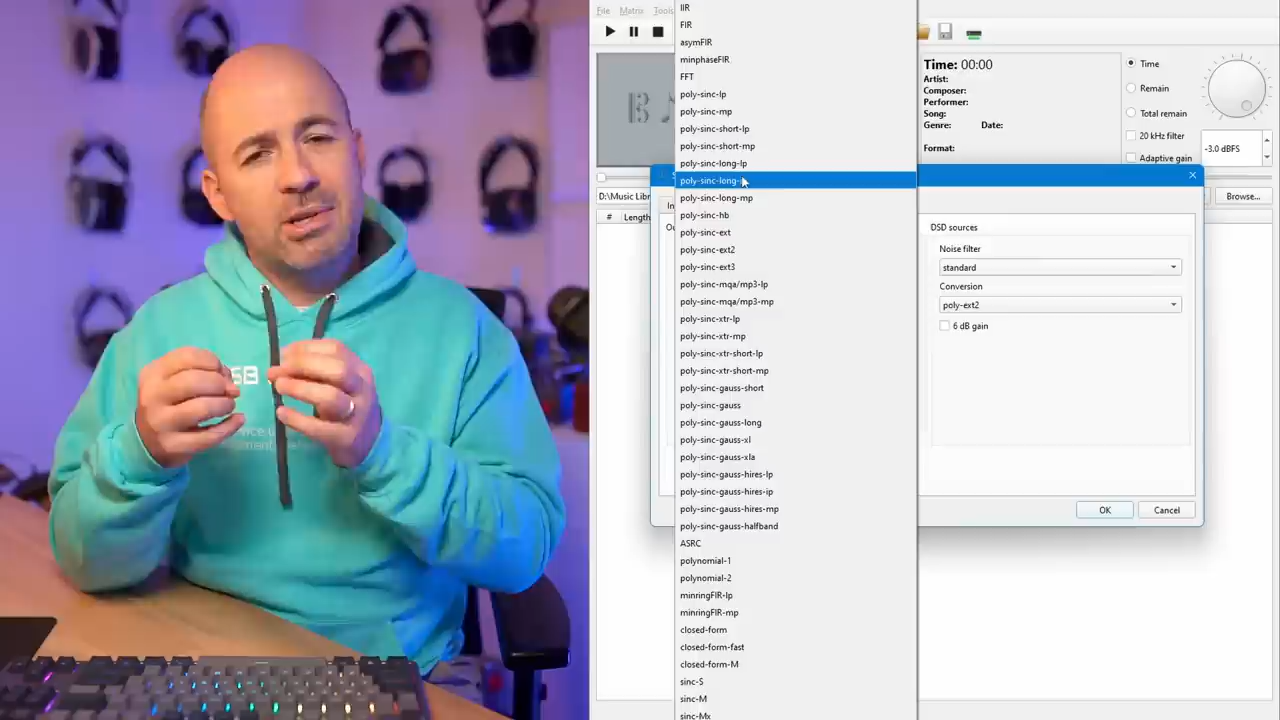 SB
File Matrix Tools
IIR
FIR
asymFIR
minphaseFIR
FFT
poly-sinc-lp
poly-sinc-mp
poly-sinc-short-lp
poly-sinc-short-mp
poly-sinc-long-lp
poly-sinc-long-
poly-sinc-long-mp
poly-sinc-hb
poly-sinc-ext
poly-sinc-ext2
poly-sinc-ext3
poly-sinc-mqa/mp3-lp
poly-sinc-mqa/mp3-mp
poly-sinc-xtr-lp
poly-sinc-xtr-mp
poly-sinc-xtr-short-lp
poly-sinc-xtr-short-mp
poly-sinc-gauss-short
poly-sinc-gauss
poly-sinc-gauss-long
poly-sinc-gauss-xl
poly-sinc-gauss-xla
poly-sinc-gauss-hires-lp
poly-sinc-gauss-hires-ip
poly-sinc-gauss-hires-mp
poly-sinc-gauss-halfband
ASRC
polynomial-1
polynomial-2
minringFIR-lp
minringFIR-mp
closed-form
closed-form-fast
closed-form-M
sinc-S
sinc-M
sinc-Mx
Time: 00:00
Artist:
Composer:
Performer:
Song:
Genre: Date:
Format:
Time
Remain
Total remain
20 kHz filter
Adaptive gain
-3.0 dBFS
D:\Music Libr
Browse...
# Length
DSD sources
Noise filter
standard
Conversion
poly-ext2
6 dB gain
OK Cancel